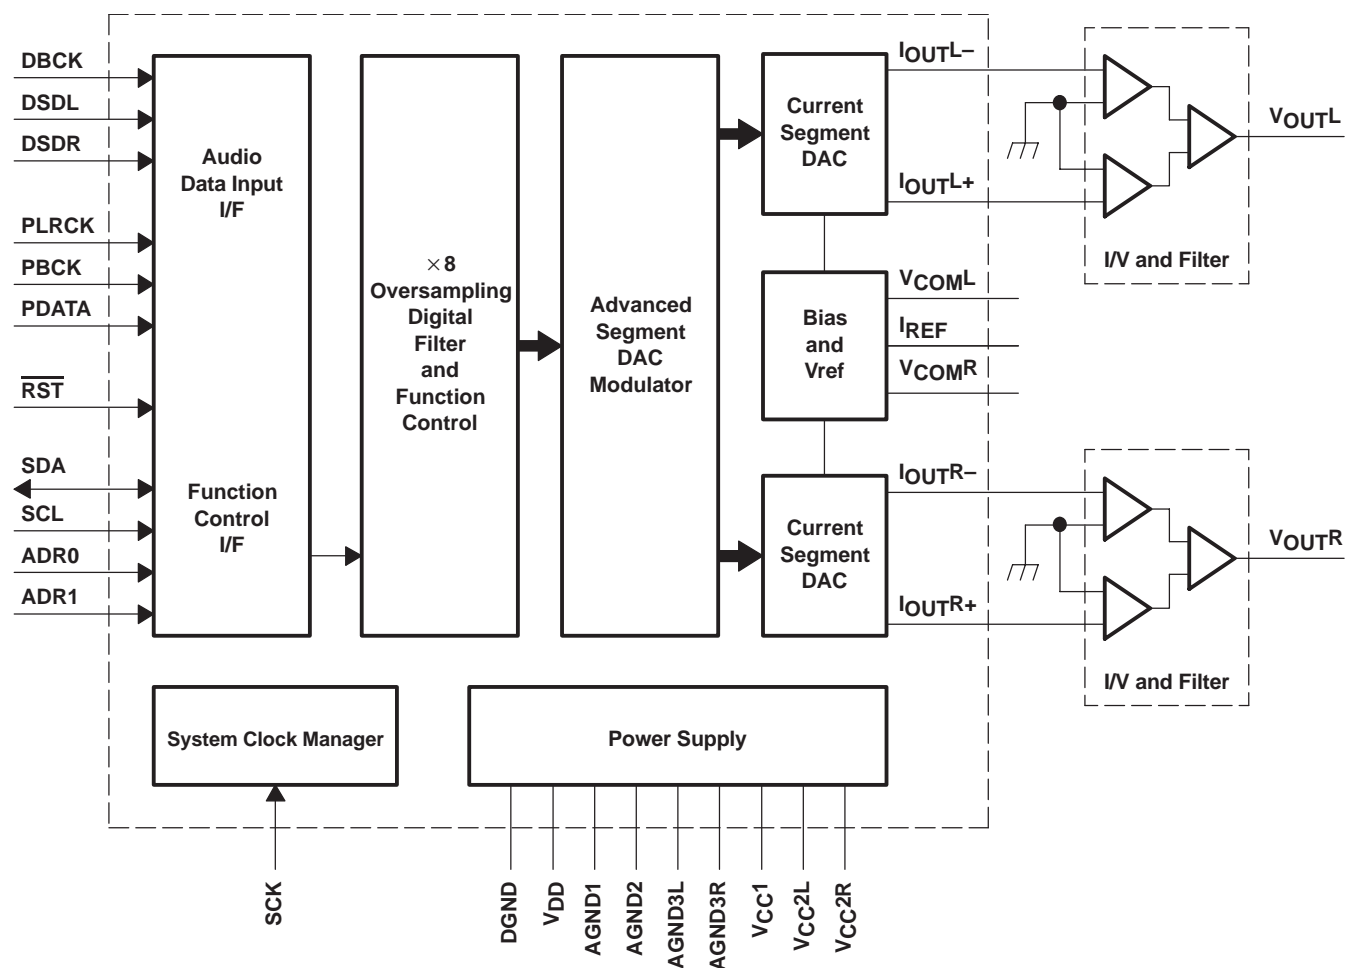 DBCK
DSDL
DSDR
PLRCK
PBCK
PDATA
RST
SDA
SCL
ADR0
ADR1
Audio
Data Input
I/F
Function
Control
I/F
×8
Oversampling
Digital
Filter
and
Function
Control
Advanced
Segment
DAC
Modulator
Current
Segment
DAC
Bias
and
Vref
Current
Segment
DAC
IOUTL–
IOUTL+
VCOML
IREF
VCOMR
IOUTR–
IOUTR+
I/V and Filter
VOUTL
I/V and Filter
VOUTR
System Clock Manager
Power Supply
SCK
DGND
VDD
AGND1
AGND2
AGND3L
AGND3R
VCC1
VCC2L
VCC2R